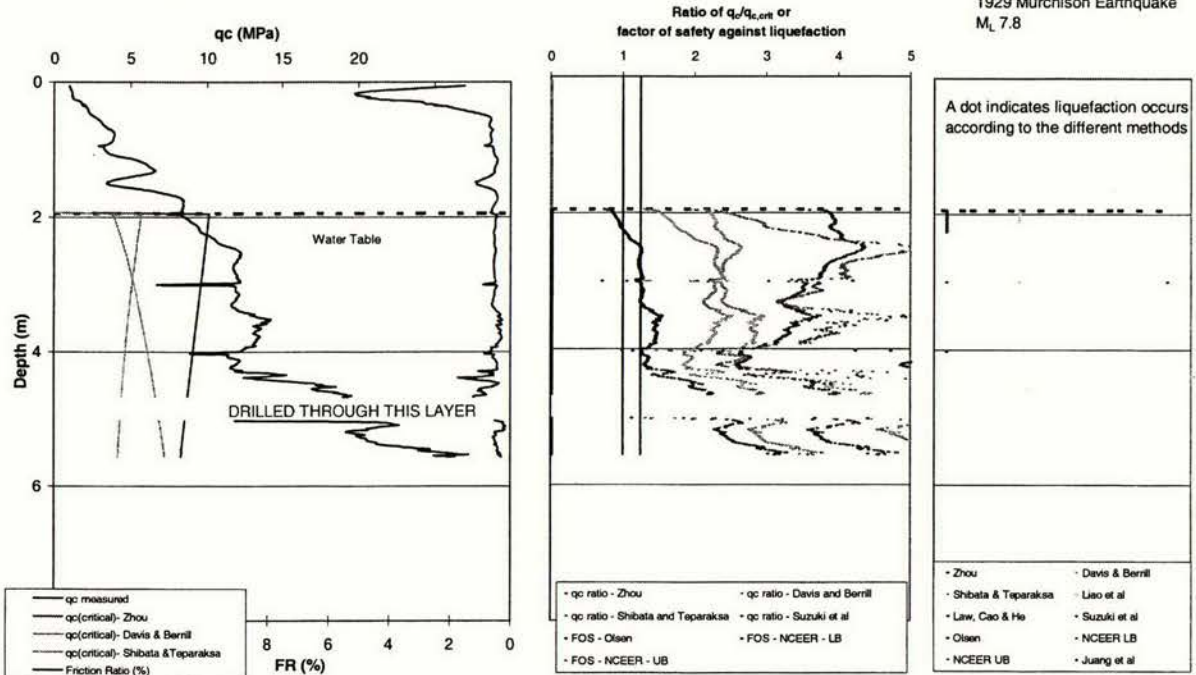 1929 Murchison Earthquake
M_L 7.8
qc (MPa)
0 5 10 15 20
0
2
4
6
Depth (m)
Water Table
DRILLED THROUGH THIS LAYER
8 6 4 2 0
FR (%)
qc measured
qc(critical)- Zhou
qc(critical)- Davis & Berrill
qc(critical)- Shibata &Teparaksa
Friction Ratio (%)
Ratio of q_c/q_c,crit or
factor of safety against liquefaction
0 1 2 3 4 5
qc ratio - Zhou
qc ratio - Davis and Berrill
qc ratio - Shibata and Teparaksa
qc ratio - Suzuki et al
FOS - Olsen
FOS - NCEER - LB
FOS - NCEER - UB
A dot indicates liquefaction occurs
according to the different methods
Zhou
Davis & Berrill
Shibata & Teparaksa
Liao et al
Law, Cao & He
Suzuki et al
Olsen
NCEER LB
NCEER UB
Juang et al